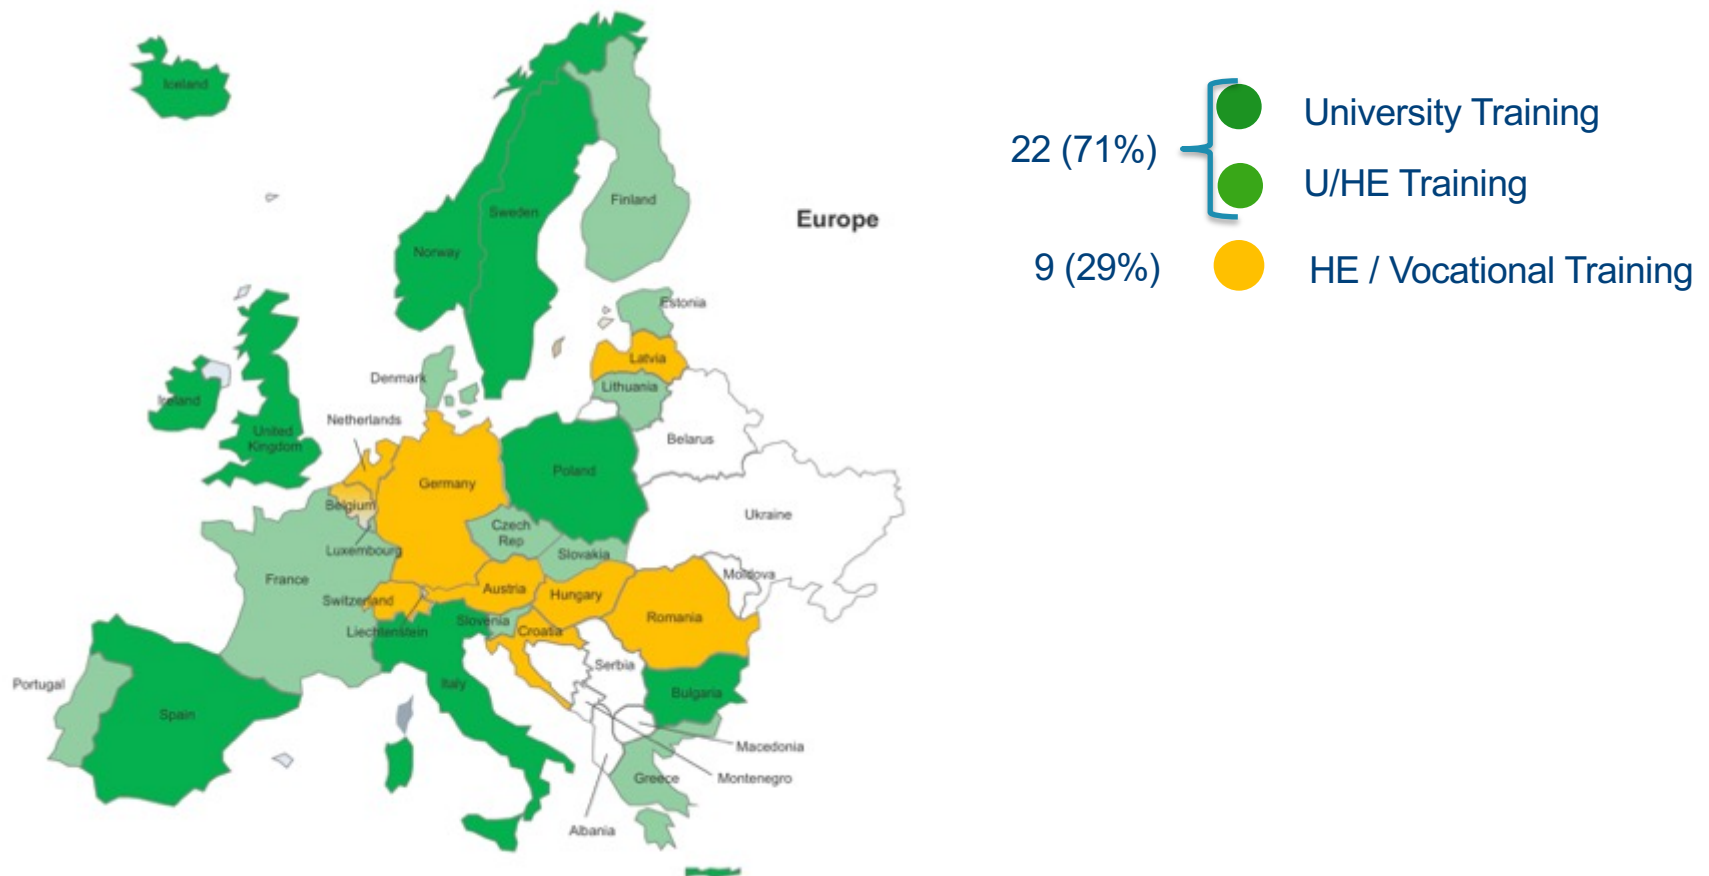 Iceland
Finland
Sweden
Norway
Europe
Estonia
Latvia
Lithuania
Denmark
Ireland
Netherlands
United
Kingdom
Belarus
Poland
Germany
Belgium
Ukraine
Czech
Rep
Luxembourg
Slovakia
France
Moldova
Austria
Hungary
Switzerland
Romania
Slovenia
Liechtenstein
Croatia
Serbia
Portugal
Italy
Bulgaria
Spain
Macedonia
Greece
Montenegro
Albania
22 (71%)
University Training
U/HE Training
9 (29%)
HE / Vocational Training